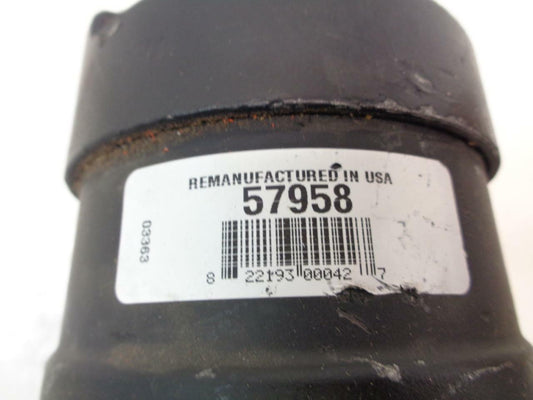 REMANUFACTURED IN USA
57958
03363
8 22193 00042 7